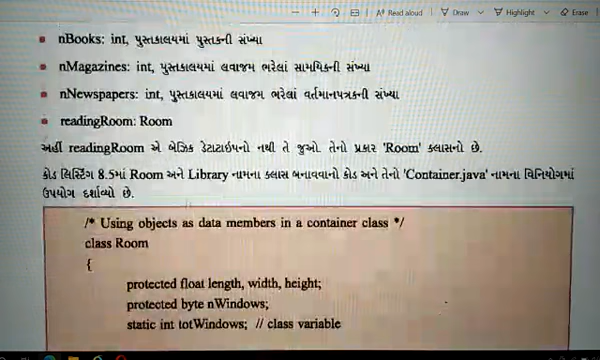 Read aloud Draw Highlight Erase
nBooks: int, પુસ્તકાલયમાં પુસ્તકની સંખ્યા
nMagazines: int, પુસ્તકાલયમાં લવાજમ ભરેલાં સામયિકની સંખ્યા
nNewspapers: int, પુસ્તકાલયમાં લવાજમ ભરેલાં વર્તમાનપત્રકની સંખ્યા
readingRoom: Room
અહીં readingRoom એ બેઝિક ડેટાટાઇપનો નથી તે જુઓ. તેનો પ્રકાર 'Room' ક્લાસનો છે.
કોડ લિસ્ટિંગ 8.5માં Room અને Library નામના ક્લાસ બનાવવાનો કોડ અને તેનો 'Container.java' નામના વિનિયોગમાં
ઉપયોગ દર્શાવ્યો છે.
/* Using objects as data members in a container class */
class Room
{
protected float length, width, height;
protected byte nWindows;
static int totWindows; // class variable